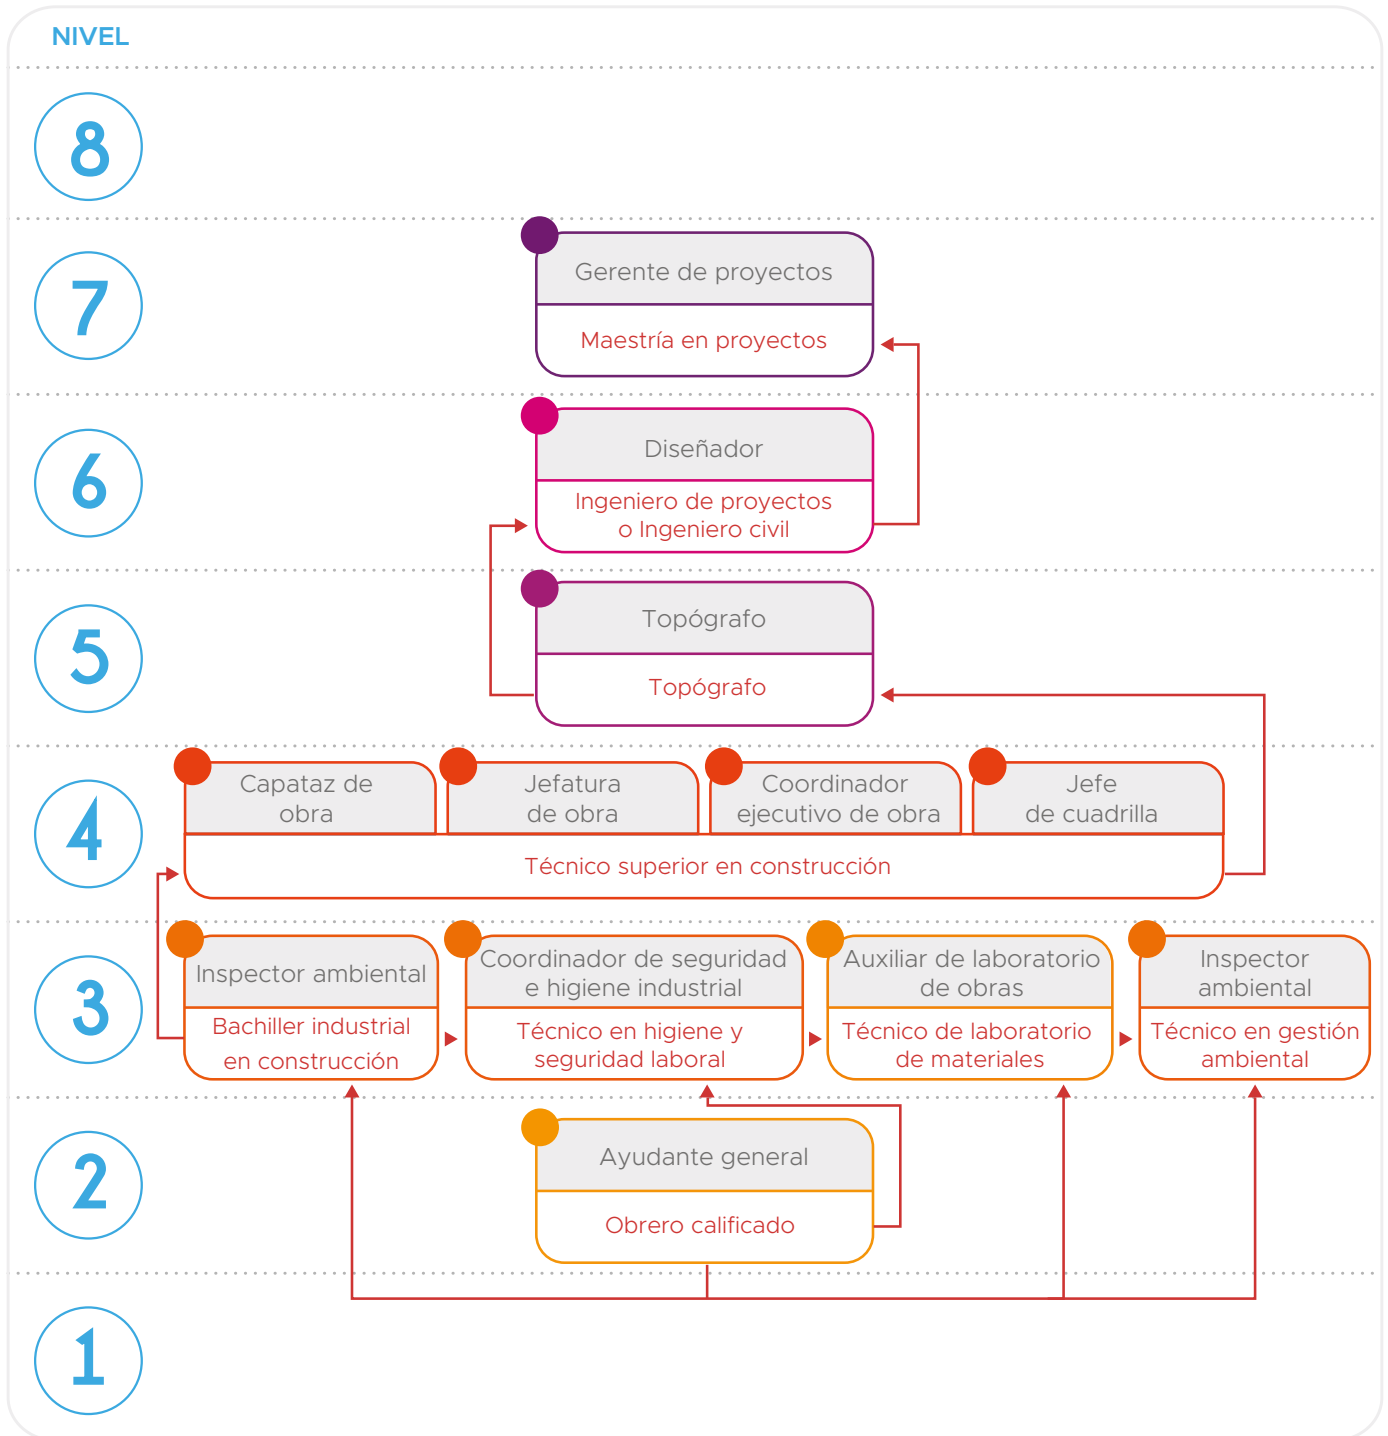 NIVEL
8
7
Gerente de proyectos
Maestría en proyectos
6
Diseñador
Ingeniero de proyectos
o Ingeniero civil
5
Topógrafo
Topógrafo
4
Capataz de
obra
Jefatura
de obra
Coordinador
ejecutivo de obra
Jefe
de cuadrilla
Técnico superior en construcción
3
Inspector ambiental
Bachiller industrial
en construcción
Coordinador de seguridad
e higiene industrial
Técnico en higiene y
seguridad laboral
Auxiliar de laboratorio
de obras
Técnico de laboratorio
de materiales
Inspector
ambiental
Técnico en gestión
ambiental
2
Ayudante general
Obrero calificado
1